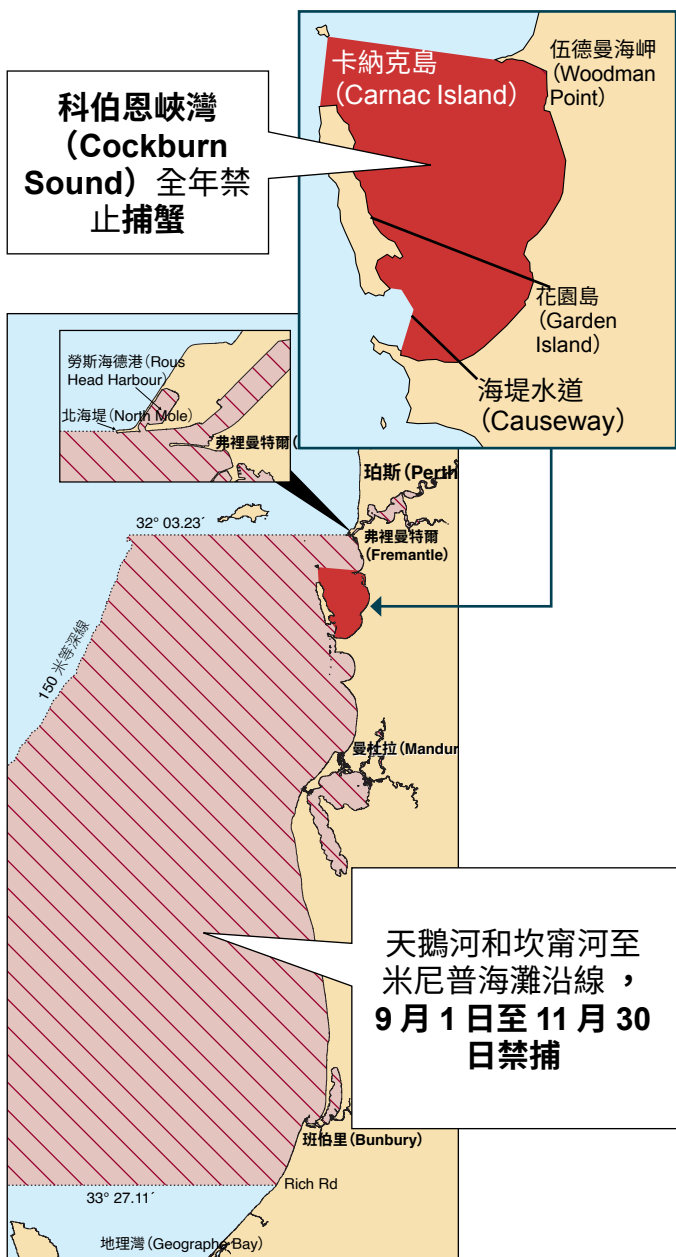 科伯恩峽灣
（Cockburn
Sound）全年禁
止捕蟹
卡納克島
（Carnac Island）
伍德曼海岬
(Woodman
Point)
花園島
(Garden
Island)
海堤水道
（Causeway）
勞斯海德港(Rous
Head Harbour)
北海堤(North Mole)
弗裡曼特爾(
珀斯(Perth
32° 03.23´
弗裡曼特爾
(Fremantle)
150 米等深線
曼杜拉(Mandur
天鵝河和坎甯河至
米尼普海灘沿線，
9 月 1 日至 11 月 30
日禁捕
班伯里(Bunbury)
Rich Rd
33° 27.11´
地理灣(Geographe Bay)